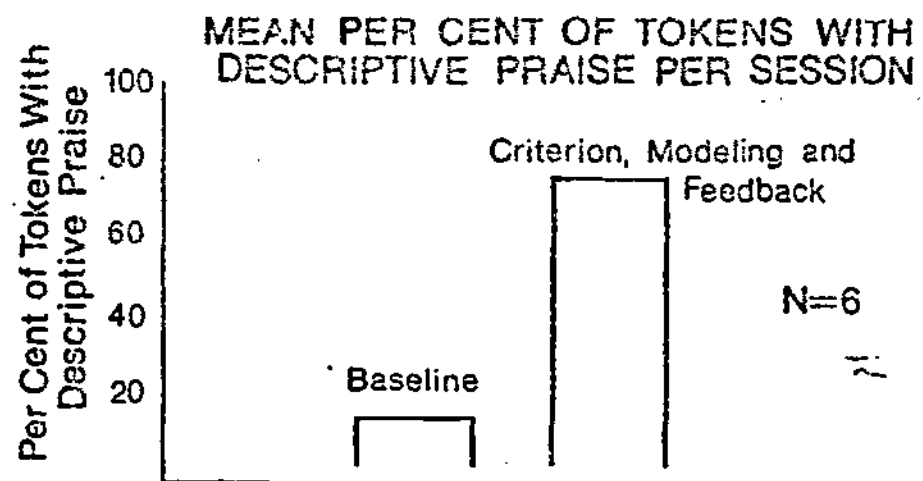 MEAN PER CENT OF TOKENS WITH
DESCRIPTIVE PRAISE PER SESSION
Per Cent of Tokens With
Descriptive Praise
100
80
60
40
20
Baseline
Criterion, Modeling and
Feedback
N=6